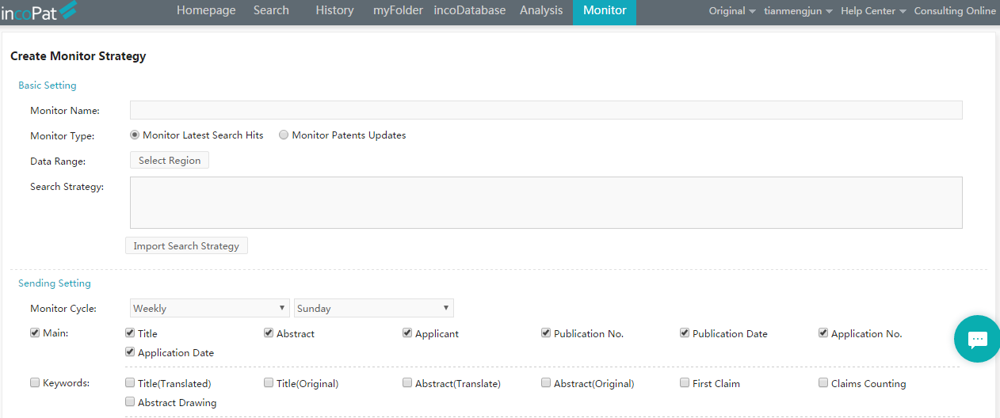 incoPat Homepage Search History myFolder incoDatabase Analysis Monitor Original tianmengjun Help Center Consulting Online
Create Monitor Strategy
Basic Setting
Monitor Name:
Monitor Type: Monitor Latest Search Hits Monitor Patents Updates
Data Range: Select Region
Search Strategy:
Import Search Strategy
Sending Setting
Monitor Cycle: Weekly Sunday
Main: Title Abstract Applicant Publication No. Publication Date Application No.
Application Date
Keywords: Title(Translated) Title(Original) Abstract(Translate) Abstract(Original) First Claim Claims Counting
Abstract Drawing